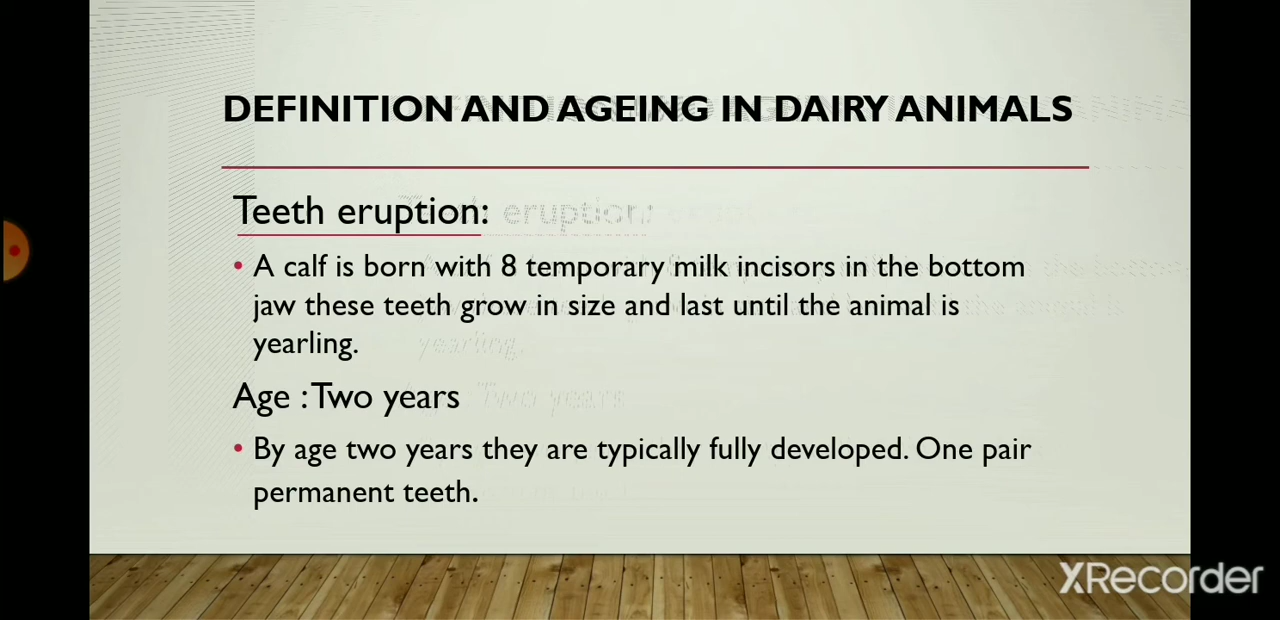 DEFINITION AND AGEING IN DAIRY ANIMALS
Teeth eruption:
• A calf is born with 8 temporary milk incisors in the bottom
jaw these teeth grow in size and last until the animal is
yearling.
Age : Two years
• By age two years they are typically fully developed. One pair
permanent teeth.
XRecorder